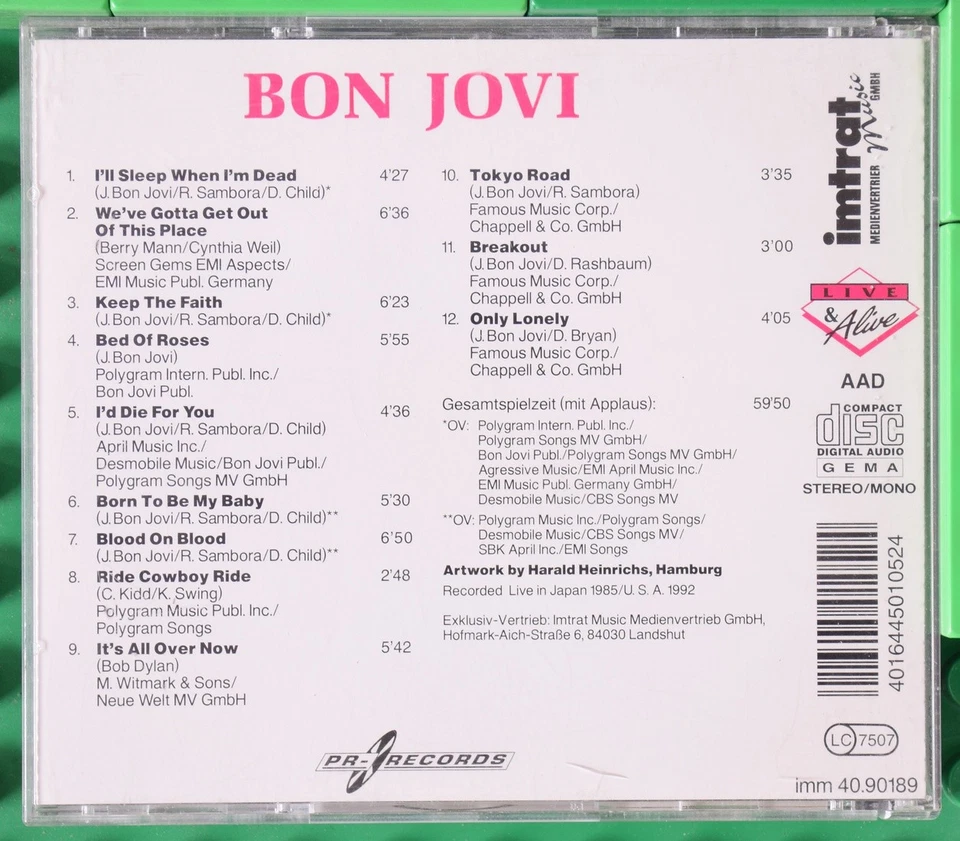 BON JOVI
1. I'll Sleep When I'm Dead 4'27
(J. Bon Jovi/R. Sambora/D. Child)*
2. We've Gotta Get Out 6'36
Of This Place
(Berry Mann/Cynthia Weil)
Screen Gems EMI Aspects/
EMI Music Publ. Germany
3. Keep The Faith 6'23
(J. Bon Jovi/R. Sambora/D. Child)*
4. Bed Of Roses 5'55
(J. Bon Jovi)
Polygram Intern. Publ. Inc./
Bon Jovi Publ.
5. I'd Die For You 4'36
(J. Bon Jovi/R. Sambora/D. Child)
April Music Inc./
Desmobile Music/Bon Jovi Publ./
Polygram Songs MV GmbH
6. Born To Be My Baby 5'30
(J. Bon Jovi/R. Sambora/D. Child)**
7. Blood On Blood 6'50
(J. Bon Jovi/R. Sambora/D. Child)**
8. Ride Cowboy Ride 2'48
(C. Kidd/K. Swing)
Polygram Music Publ. Inc./
Polygram Songs
9. It's All Over Now 5'42
(Bob Dylan)
M. Witmark & Sons/
Neue Welt MV GmbH
10. Tokyo Road 3'35
(J. Bon Jovi/R. Sambora)
Famous Music Corp./
Chappell & Co. GmbH
11. Breakout 3'00
(J. Bon Jovi/D. Rashbaum)
Famous Music Corp./
Chappell & Co. GmbH
12. Only Lonely 4'05
(J. Bon Jovi/D. Bryan)
Famous Music Corp./
Chappell & Co. GmbH
Gesamtspielzeit (mit Applaus): 59'50
*OV: Polygram Intern. Publ. Inc./
Polygram Songs MV GmbH/
Bon Jovi Publ./Polygram Songs MV GmbH/
Agressive Music/EMI April Music Inc./
EMI Music Publ. Germany GmbH/
Desmobile Music/CBS Songs MV
**OV: Polygram Music Inc./Polygram Songs/
Desmobile Music/CBS Songs MV/
SBK April Inc./EMI Songs
Artwork by Harald Heinrichs, Hamburg
Recorded Live in Japan 1985/U. S. A. 1992
Exklusiv-Vertrieb: Imtrat Music Medienvertrieb GmbH,
Hofmark-Aich-Straße 6, 84030 Landshut
PR-RECORDS
imtrat Music GMBH
MEDIENVERTRIER
LIVE
& Alive
AAD
COMPACT
disc
DIGITAL AUDIO
GEMA
STEREO/MONO
4016445010524
LC 7507
imm 40.90189